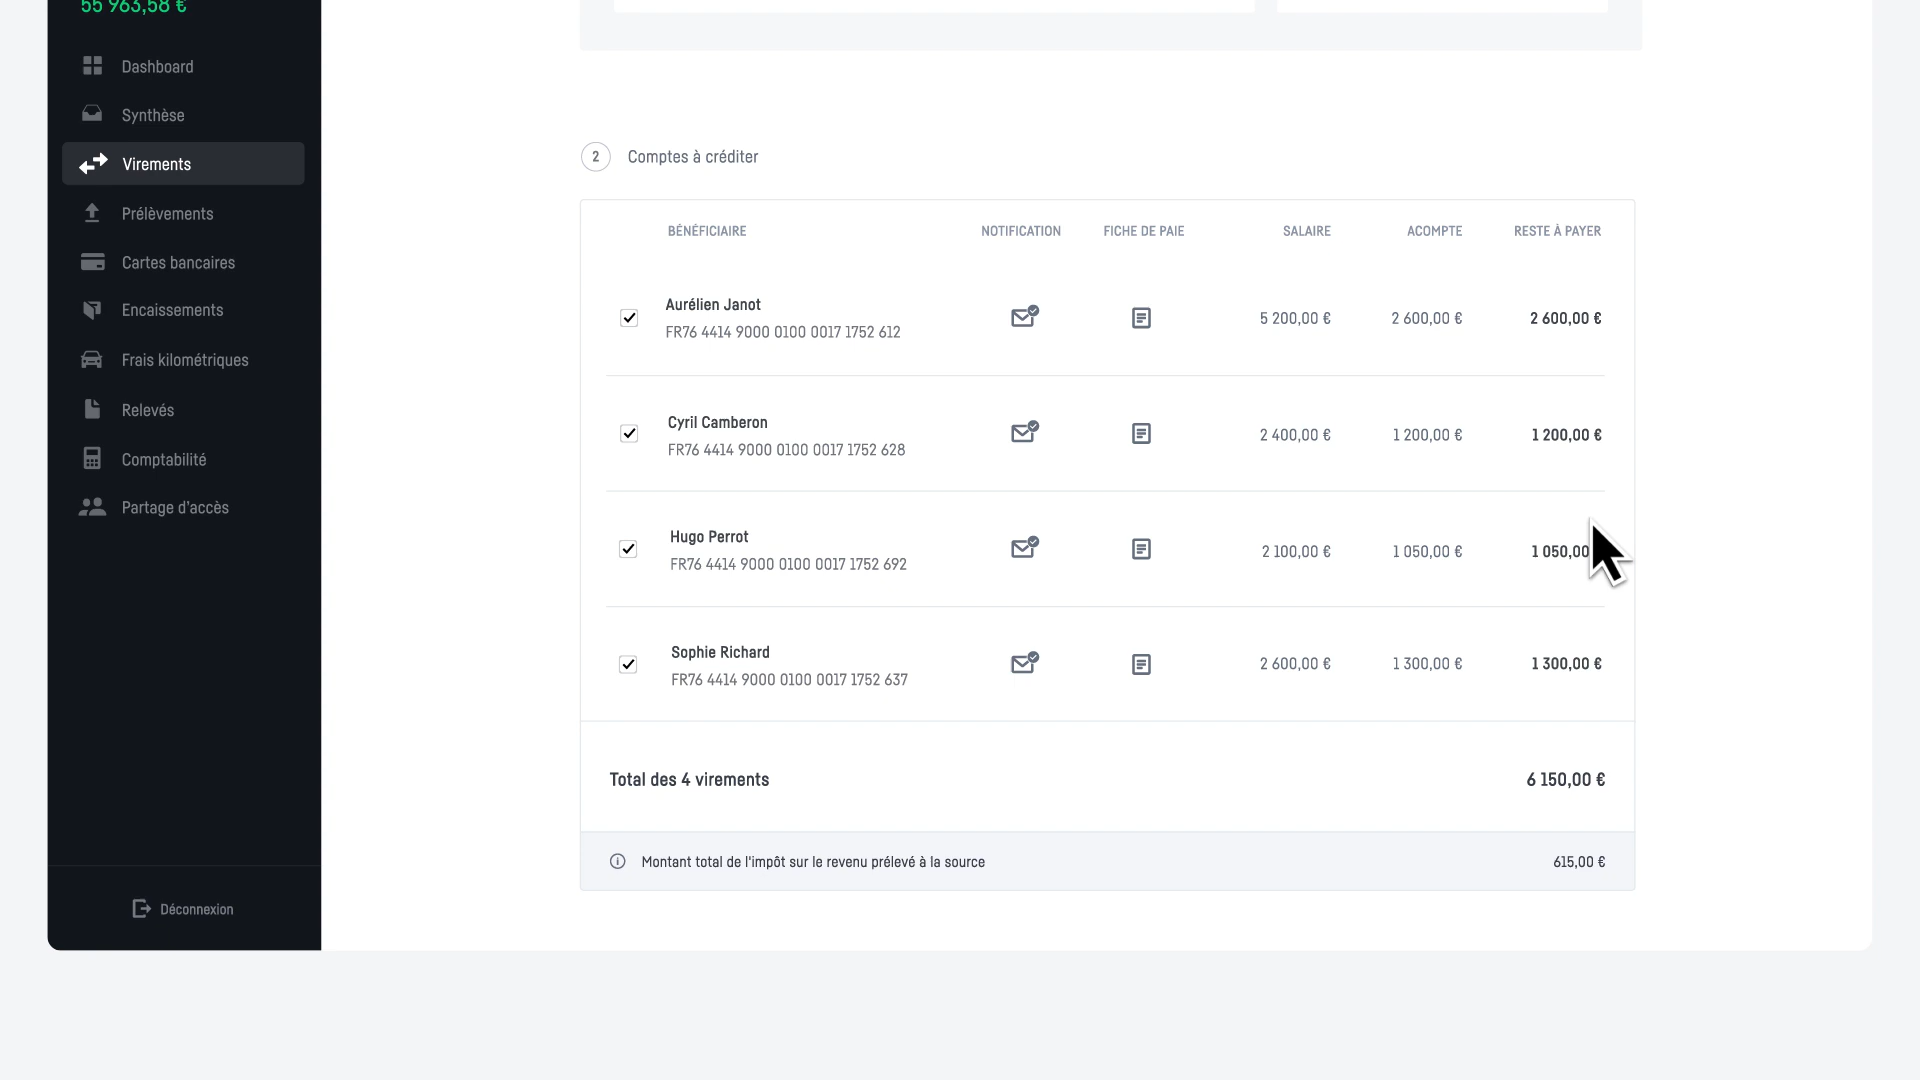 55 963,58 €
Dashboard
Synthèse
Virements
Prélèvements
Cartes bancaires
Encaissements
Frais kilométriques
Relevés
Comptabilité
Partage d'accès
Déconnexion
2 Comptes à créditer
BÉNÉFICIAIRE NOTIFICATION FICHE DE PAIE SALAIRE ACOMPTE RESTE À PAYER
Aurélien Janot
FR76 4414 9000 0100 0017 1752 612
5 200,00 € 2 600,00 € 2 600,00 €
Cyril Camberon
FR76 4414 9000 0100 0017 1752 628
2 400,00 € 1 200,00 € 1 200,00 €
Hugo Perrot
FR76 4414 9000 0100 0017 1752 692
2 100,00 € 1 050,00 € 1 050,00
Sophie Richard
FR76 4414 9000 0100 0017 1752 637
2 600,00 € 1 300,00 € 1 300,00 €
Total des 4 virements 6 150,00 €
Montant total de l'impôt sur le revenu prélevé à la source 615,00 €